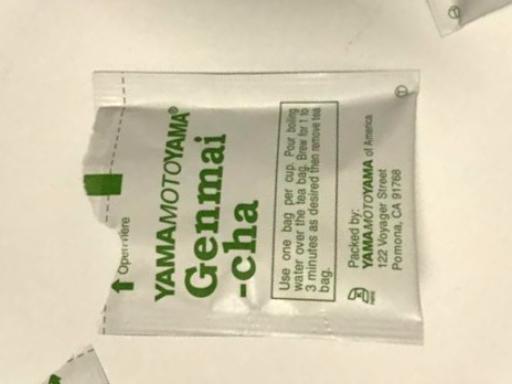 Open Here
YAMAMOTOYAMA®
Genmai
-cha
Use one bag per cup. Pour boiling
water over the tea bag. Brew for 1 to
3 minutes as desired then remove tea
bag.
Packed by:
YAMAMOTOYAMA of America
122 Voyager Street
Pomona, CA 91768